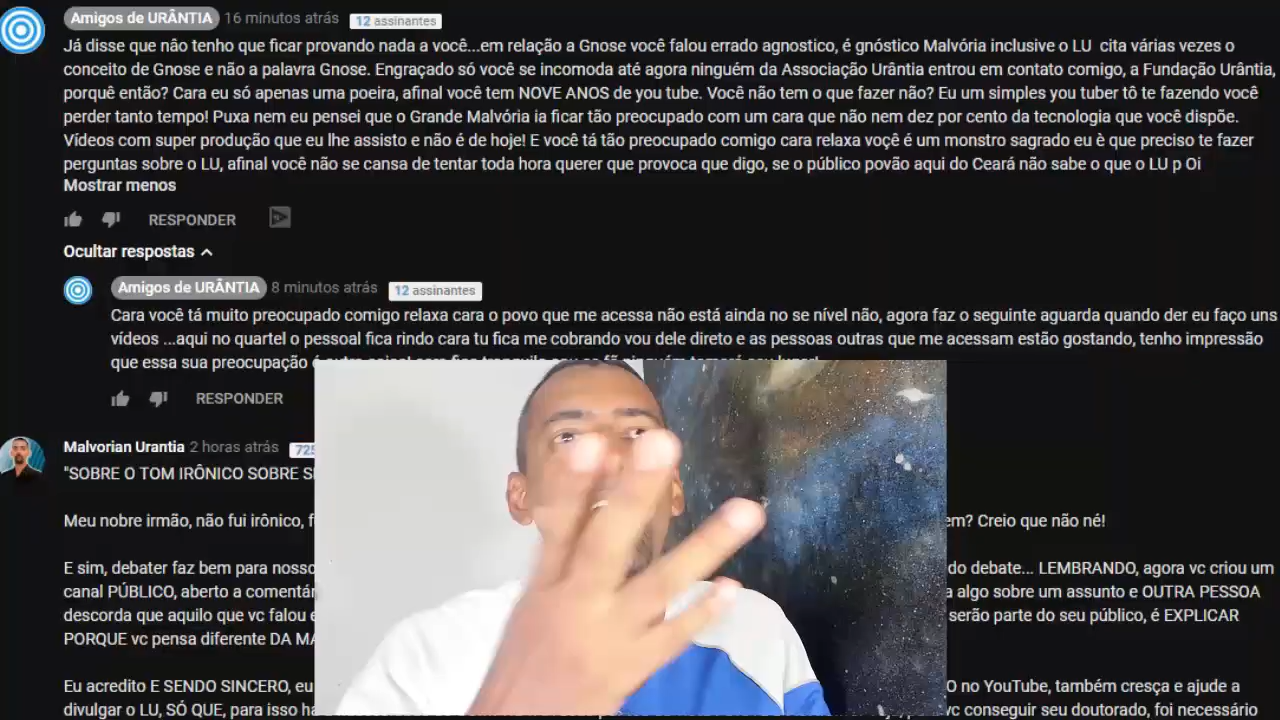 Amigos de URÂNTIA 16 minutos atrás 12 assinantes
Já disse que nâo tenho que ficar provando nada a você...em relação a Gnose você falou errado agnostico, é gnóstico Malvória inclusive o LU cita várias vezes o
conceito de Gnose e não a palavra Gnose. Engraçado só você se incomoda até agora ninguém da Associação Urântia entrou em contato comigo, a Fundação Urântia,
porquê então? Cara eu só apenas uma poeira, afinal você tem NOVE ANOS de you tube. Você não tem o que fazer não? Eu um simples you tuber tô te fazendo você
perder tanto tempo! Puxa nem eu pensei que o Grande Malvória ia ficar tão preocupado com um cara que não nem dez por cento da tecnologia que você dispõe.
Vídeos com super produção que eu lhe assisto e não é de hoje! E você tá tão preocupado comigo cara relaxa voçê é um monstro sagrado eu è que preciso te fazer
perguntas sobre o LU, afinal você não se cansa de tentar toda hora querer que provoca que digo, se o público povão aqui do Ceará não sabe o que o LU p Oi
Mostrar menos
RESPONDER
Ocultar respostas
Amigos de URÂNTIA 8 minutos atrás 12 assinantes
Cara você tá muito preocupado comigo relaxa cara o povo que me acessa não está ainda no se nível não, agora faz o seguinte aguarda quando der eu faço uns
vídeos ...aqui no quartel o pessoal fica rindo cara tu fica me cobrando vou dele direto e as pessoas outras que me acessam estão gostando, tenho impressão
que essa sua preocupação é
RESPONDER
Malvorian Urantia 2 horas atrás
"SOBRE O TOM IRÔNICO SOBRE
Meu nobre irmão, não fui irônico, em? Creio que não né!
E sim, debater faz bem para nosso do debate... LEMBRANDO, agora vc criou um
canal PÚBLICO, aberto a a algo sobre um assunto e OUTRA PESSOA
descorda que aquilo que vc falou serão parte do seu público, é EXPLICAR
PORQUE vc pensa diferente DA
Eu acredito E SENDO SINCERO, eu O no YouTube, também cresça e ajude a
divulgar o LU, SÓ QUE, para isso vc conseguir seu doutorado, foi necessário